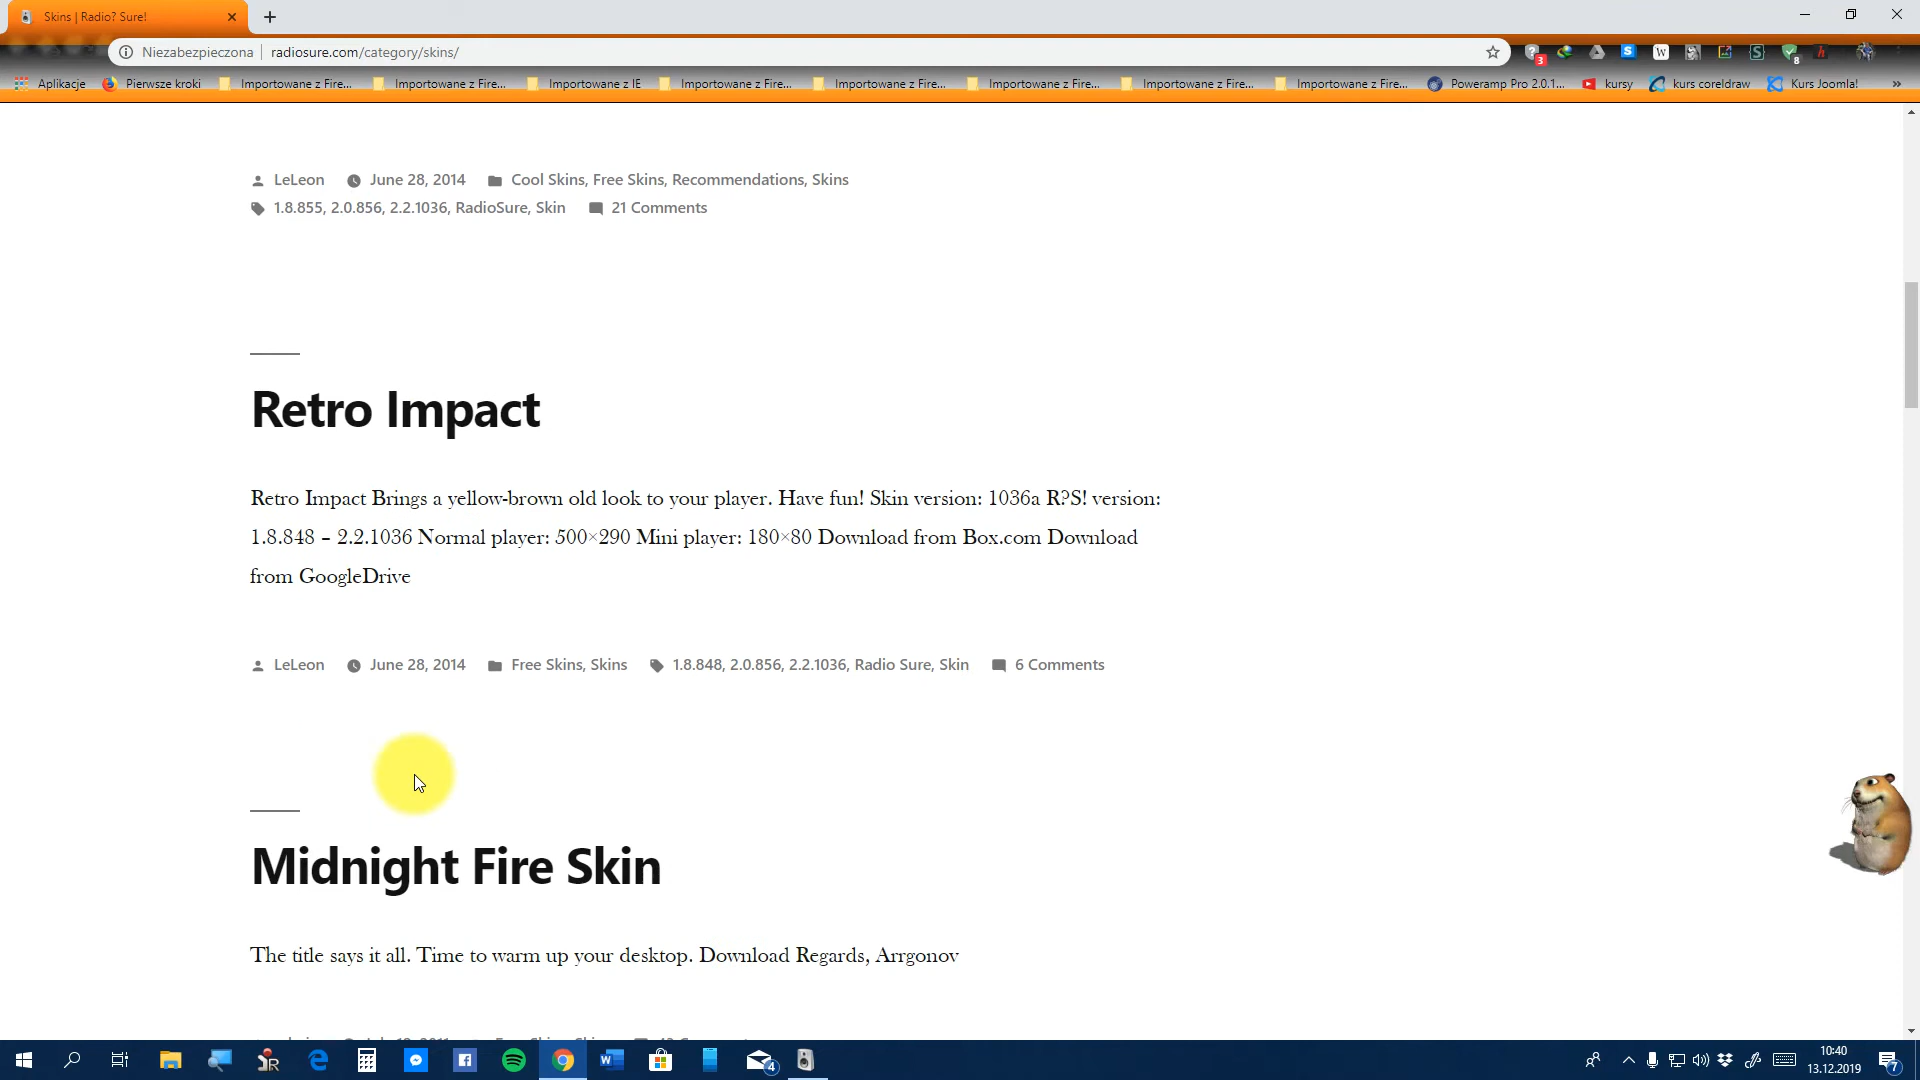 Skins | Radio? Sure!
Niezabezpieczona radiosure.com/category/skins/
3
8
Aplikacje Pierwsze kroki Importowane z Fire... Importowane z Fire... Importowane z IE Importowane z Fire... Importowane z Fire... Importowane z Fire... Importowane z Fire... Importowane z Fire... Poweramp Pro 2.0.1... kursy kurs coreldraw Kurs Joomla! »
LeLeon June 28, 2014 Cool Skins, Free Skins, Recommendations, Skins
1.8.855, 2.0.856, 2.2.1036, RadioSure, Skin 21 Comments
Retro Impact
Retro Impact Brings a yellow-brown old look to your player. Have fun! Skin version: 1036a R?S! version:
1.8.848 – 2.2.1036 Normal player: 500×290 Mini player: 180×80 Download from Box.com Download
from GoogleDrive
LeLeon June 28, 2014 Free Skins, Skins 1.8.848, 2.0.856, 2.2.1036, Radio Sure, Skin 6 Comments
Midnight Fire Skin
The title says it all. Time to warm up your desktop. Download Regards, Arrgonov
4
10:40
13.12.2019
7